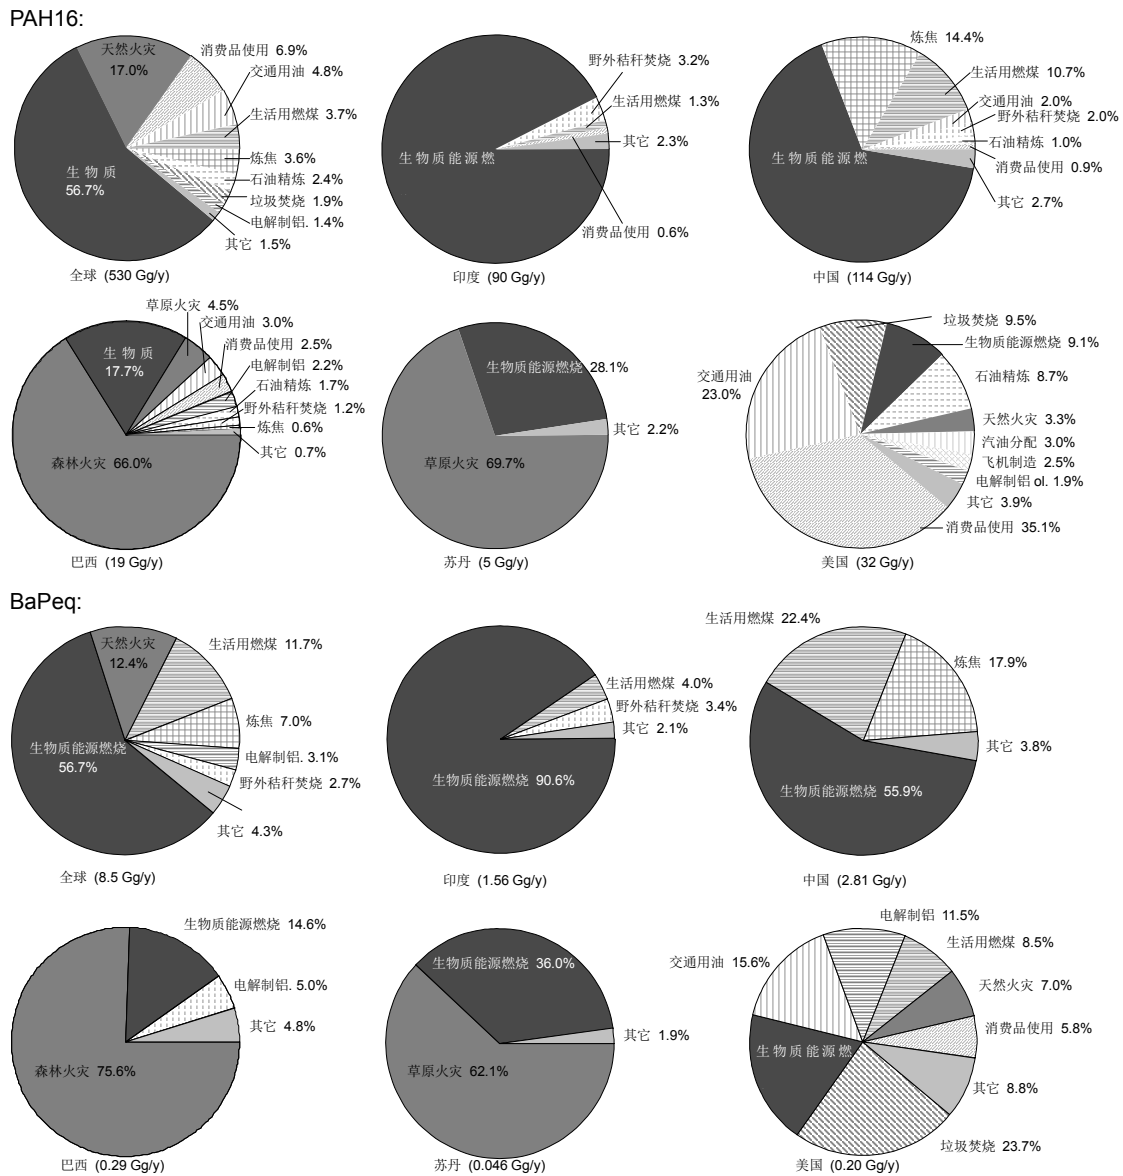 PAH16:
天然火灾
17.0%
消费品使用 6.9%
交通用油 4.8%
生活用燃煤 3.7%
炼焦 3.6%
石油精炼 2.4%
垃圾焚烧 1.9%
电解制铝. 1.4%
其它 1.5%
生物质
56.7%
全球 (530 Gg/y)
野外秸秆焚烧 3.2%
生活用燃煤 1.3%
其它 2.3%
消费品使用 0.6%
生物质能源燃
印度 (90 Gg/y)
炼焦 14.4%
生活用燃煤 10.7%
交通用油 2.0%
野外秸秆焚烧 2.0%
石油精炼 1.0%
消费品使用 0.9%
其它 2.7%
生物质能源燃
中国 (114 Gg/y)
草原火灾 4.5%
交通用油 3.0%
消费品使用 2.5%
电解制铝 2.2%
石油精炼 1.7%
野外秸秆焚烧 1.2%
炼焦 0.6%
其它 0.7%
生物质
17.7%
森林火灾 66.0%
巴西 (19 Gg/y)
生物质能源燃烧 28.1%
其它 2.2%
草原火灾 69.7%
苏丹 (5 Gg/y)
垃圾焚烧 9.5%
生物质能源燃烧 9.1%
石油精炼 8.7%
天然火灾 3.3%
汽油分配 3.0%
飞机制造 2.5%
电解制铝 ol. 1.9%
其它 3.9%
消费品使用 35.1%
交通用油
23.0%
美国 (32 Gg/y)
BaPeq:
天然火灾
12.4%
生活用燃煤 11.7%
炼焦 7.0%
电解制铝. 3.1%
野外秸秆焚烧 2.7%
其它 4.3%
生物质能源燃烧
56.7%
全球 (8.5 Gg/y)
生活用燃煤 4.0%
野外秸秆焚烧 3.4%
其它 2.1%
生物质能源燃烧 90.6%
印度 (1.56 Gg/y)
生活用燃煤 22.4%
炼焦 17.9%
其它 3.8%
生物质能源燃烧 55.9%
中国 (2.81 Gg/y)
生物质能源燃烧 14.6%
电解制铝. 5.0%
其它 4.8%
森林火灾 75.6%
巴西 (0.29 Gg/y)
生物质能源燃烧 36.0%
其它 1.9%
草原火灾 62.1%
苏丹 (0.046 Gg/y)
电解制铝 11.5%
生活用燃煤 8.5%
天然火灾 7.0%
消费品使用 5.8%
其它 8.8%
垃圾焚烧 23.7%
交通用油 15.6%
生物质能源燃
美国 (0.20 Gg/y)